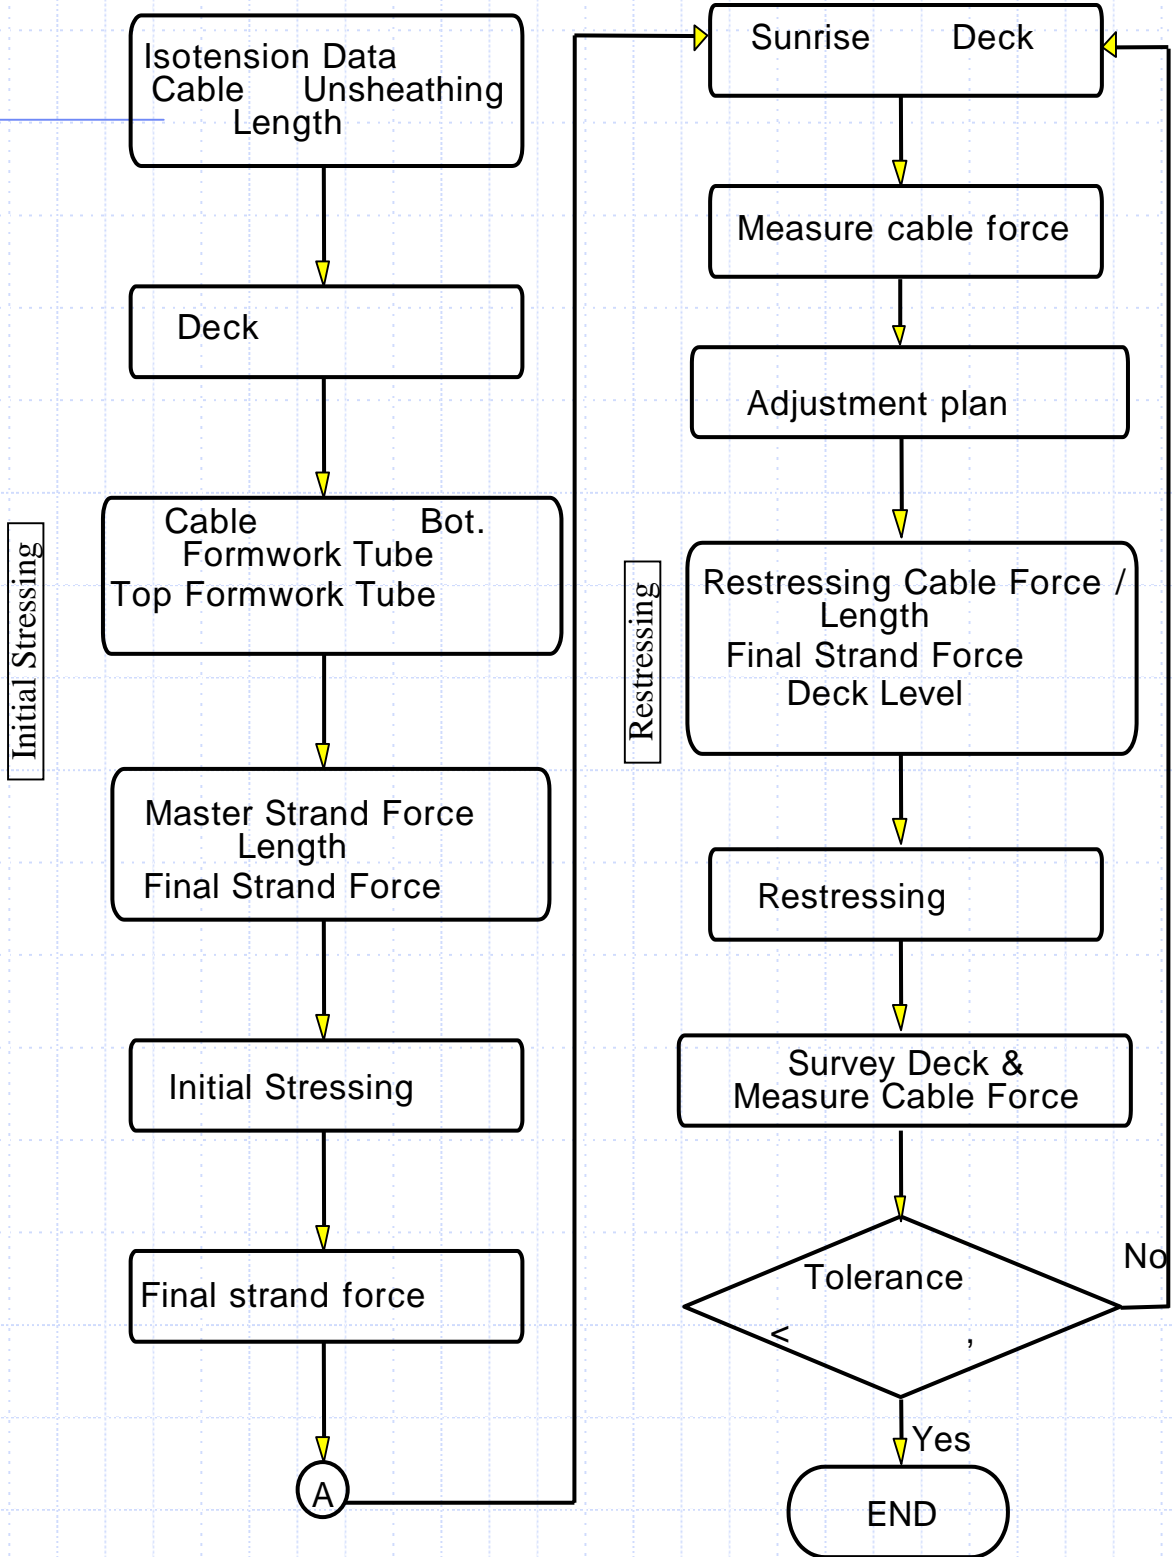 Isotension Data
Cable Unsheathing
Length
Deck
Initial Stressing
Cable Bot.
Formwork Tube
Top Formwork Tube
Master Strand Force
Length
Final Strand Force
Initial Stressing
Final strand force
A
Sunrise Deck
Measure cable force
Adjustment plan
Restressing
Restressing Cable Force /
Length
Final Strand Force
Deck Level
Restressing
Survey Deck &
Measure Cable Force
Tolerance
< ,
No
Yes
END